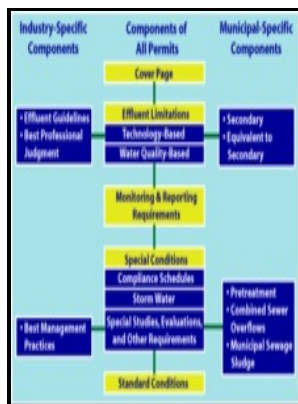 Industry-Specific
Components
Components of
All Permits
Municipal-Specific
Components
Cover Page
• Effluent Guidelines
• Best Professional
Judgment
Effluent Limitations
Technology-Based
Water Quality-Based
• Secondary
• Equivalent to
Secondary
Monitoring & Reporting
Requirements
Special Conditions
Compliance Schedules
Storm Water
Special Studies, Evaluations,
and Other Requirements
• Best Management
Practices
• Pretreatment
• Combined Sewer
Overflows
• Municipal Sewage
Sludge
Standard Conditions